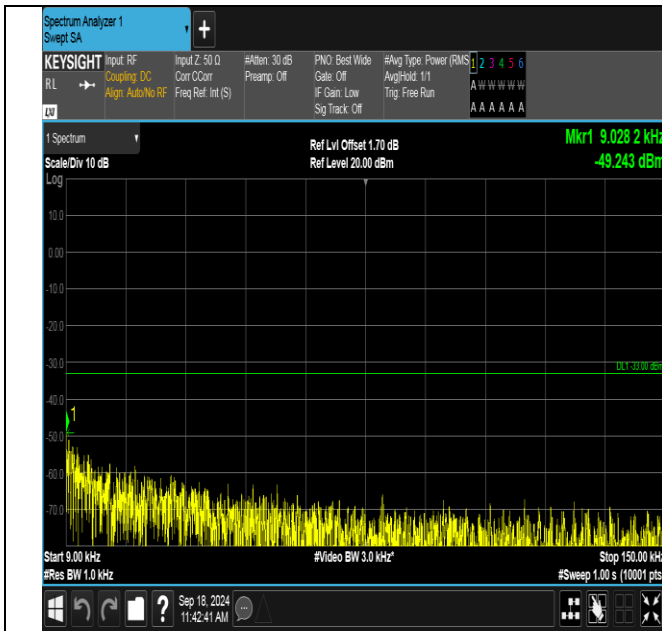 Spectrum Analyzer 1
Swept SA
+
KEYSIGHT
RL
LXI
Input: RF
Coupling: DC
Align: Auto/No RF
Input Z: 50 Ω
Corr CCorr
Freq Ref: Int (S)
#Atten: 30 dB
Preamp: Off
PNO: Best Wide
Gate: Off
IF Gain: Low
Sig Track: Off
#Avg Type: Power (RMS
Avg|Hold: 1/1
Trig: Free Run
1 2 3 4 5 6
A W W W W W
A A A A A A
1 Spectrum
Scale/Div 10 dB
Ref Lvl Offset 1.70 dB
Ref Level 20.00 dBm
Mkr1 9.028 2 kHz
-49.243 dBm
Log
10.0
0.00
-10.0
-20.0
-30.0
DL1 -33.00 dBm
-40.0
1
-50.0
-60.0
-70.0
Start 9.00 kHz
#Video BW 3.0 kHz*
Stop 150.00 kHz
#Res BW 1.0 kHz
#Sweep 1.00 s (10001 pts
?
Sep 18, 2024
11:42:41 AM